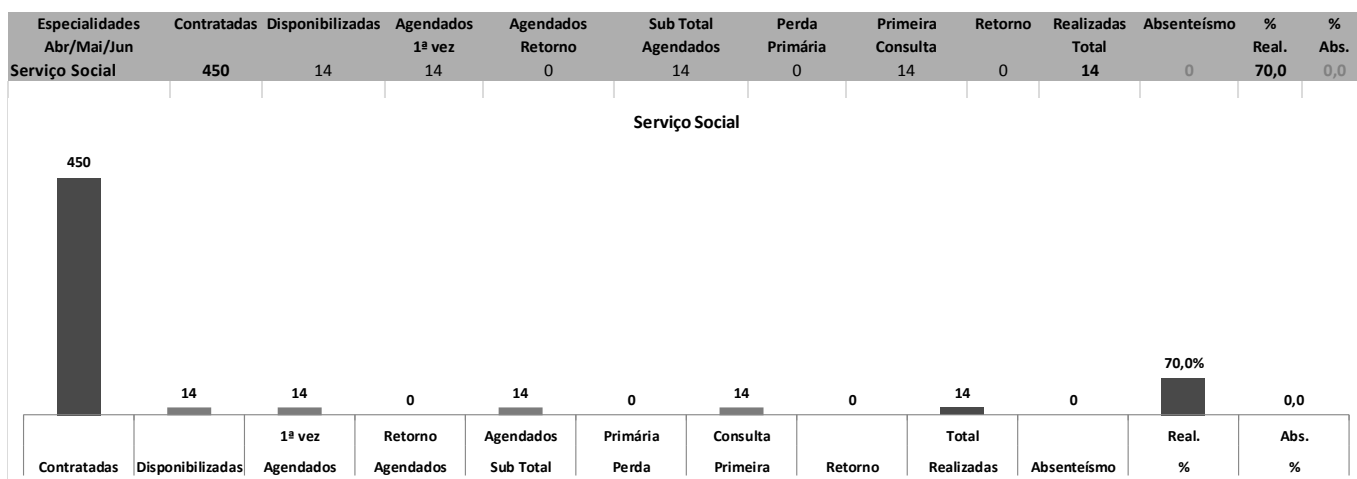 Especialidades Contratadas Disponibilizadas Agendados Agendados Sub Total Perda Primeira Retorno Realizadas Absenteísmo % %
Abr/Mai/Jun 1ª vez Retorno Agendados Primária Consulta Total Real. Abs.
Serviço Social 450 14 14 0 14 0 14 0 14 0 70,0 0,0
Serviço Social
450
70,0%
14 14 0 14 0 14 0 14 0 0,0
1ª vez Retorno Agendados Primária Consulta Total Real. Abs.
Contratadas Disponibilizadas Agendados Agendados Sub Total Perda Primeira Retorno Realizadas Absenteísmo % %